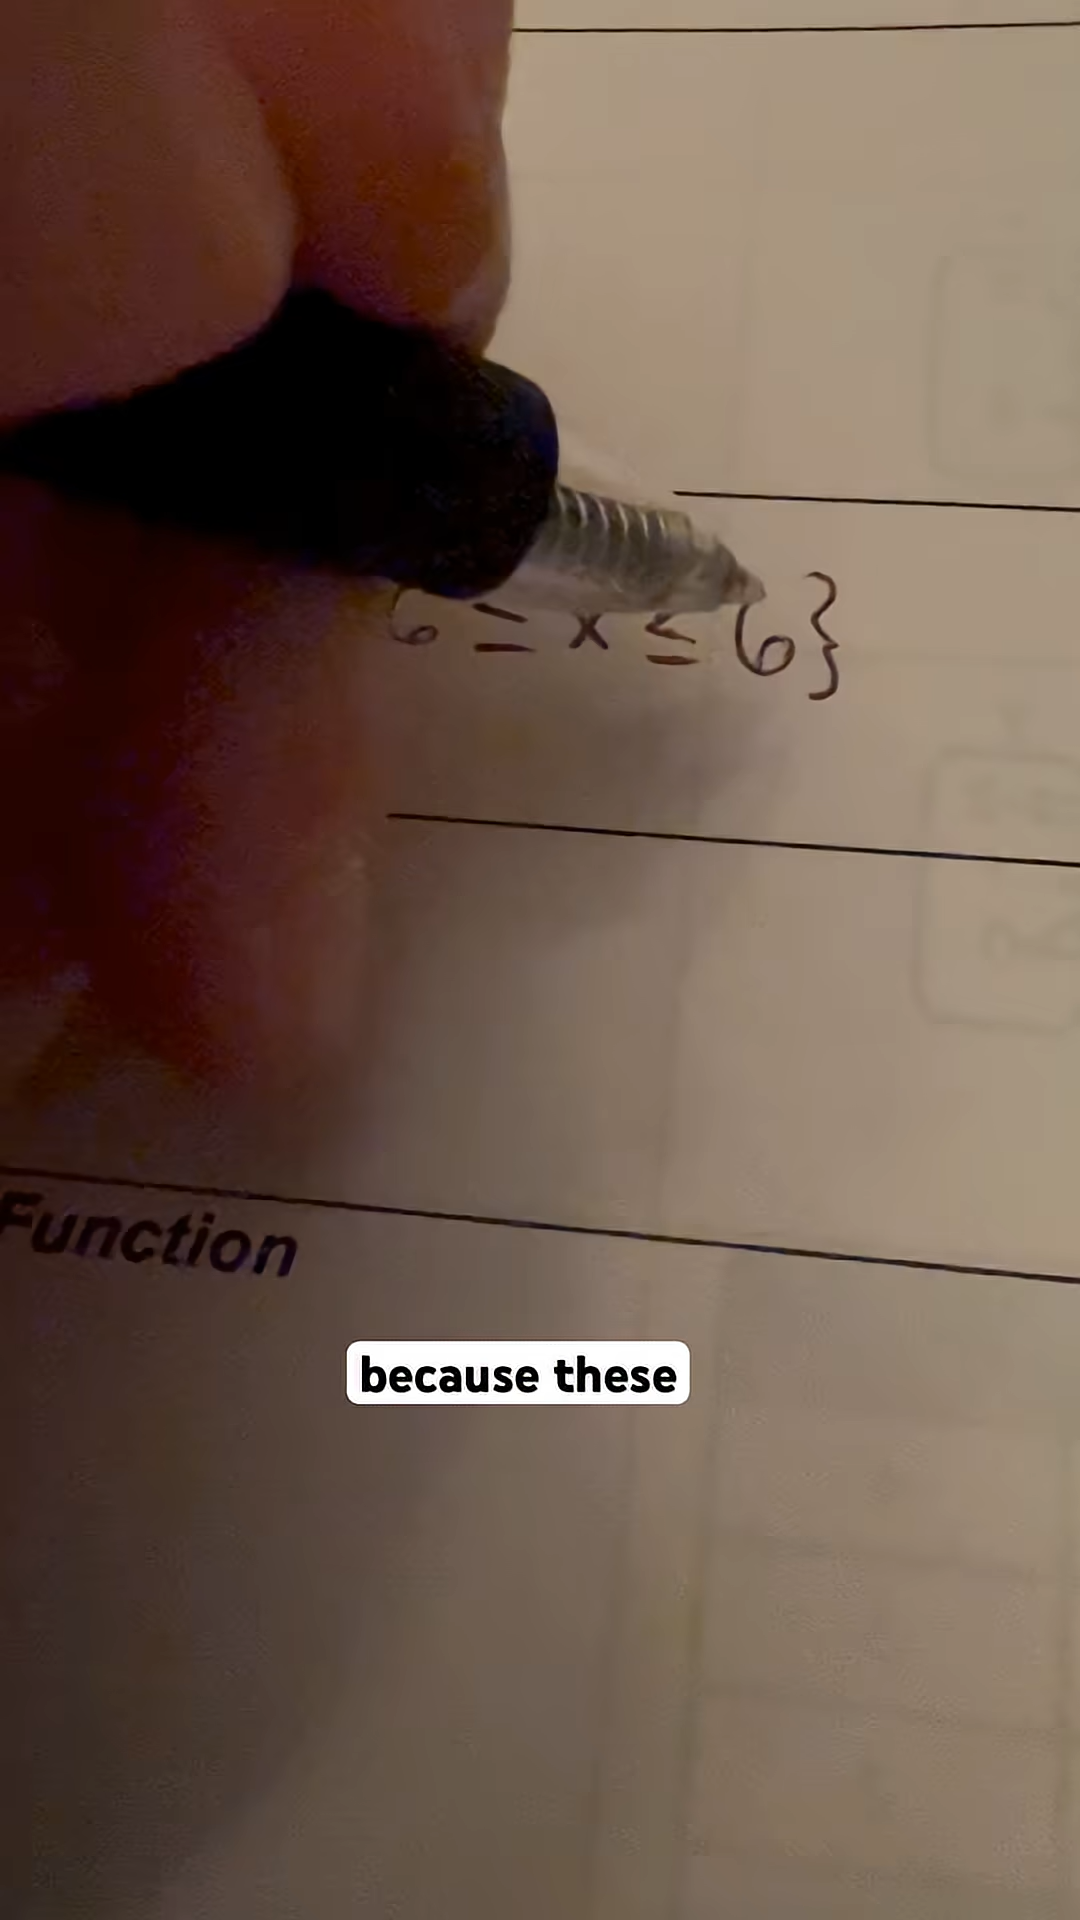 6 ≤ x ≤ 6}
Function
because these